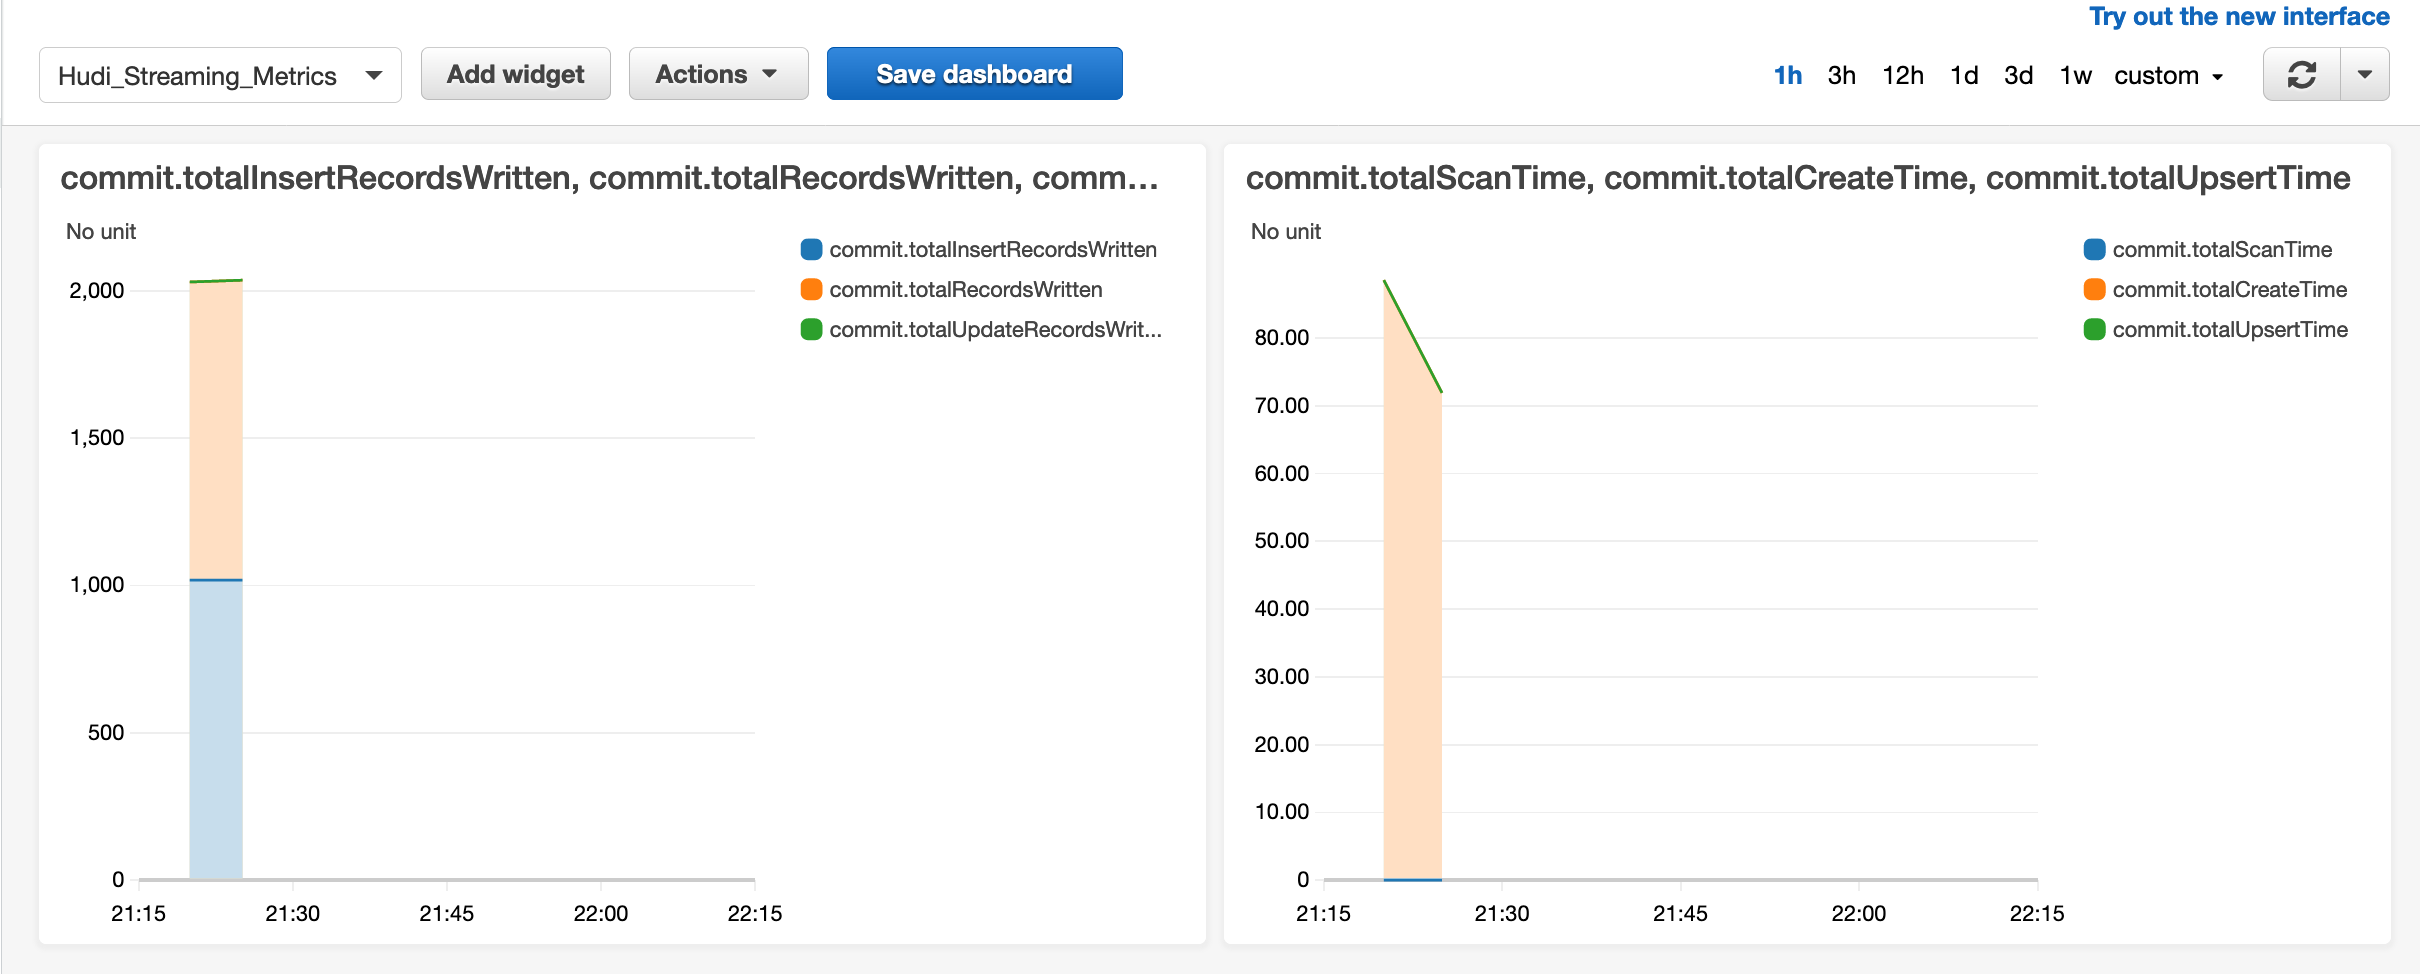 Try out the new interface
Hudi_Streaming_Metrics Add widget Actions Save dashboard 1h 3h 12h 1d 3d 1w custom
commit.totalInsertRecordsWritten, commit.totalRecordsWritten, comm...
No unit
commit.totalInsertRecordsWritten
commit.totalRecordsWritten
commit.totalUpdateRecordsWrit...
2,000
1,500
1,000
500
0
21:15 21:30 21:45 22:00 22:15
commit.totalScanTime, commit.totalCreateTime, commit.totalUpsertTime
No unit
commit.totalScanTime
commit.totalCreateTime
commit.totalUpsertTime
80.00
70.00
60.00
50.00
40.00
30.00
20.00
10.00
0
21:15 21:30 21:45 22:00 22:15